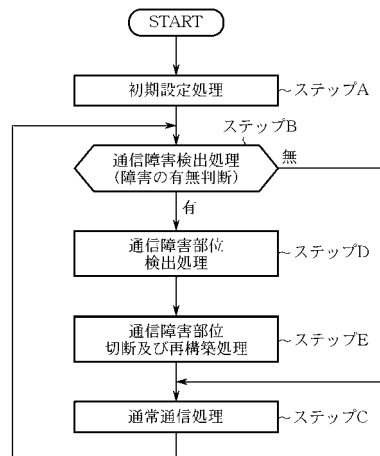 START
初期設定処理
ステップA
ステップB
通信障害検出処理
(障害の有無判断)
無
有
通信障害部位
検出処理
ステップD
通信障害部位
切断及び再構築処理
ステップE
通常通信処理
ステップC